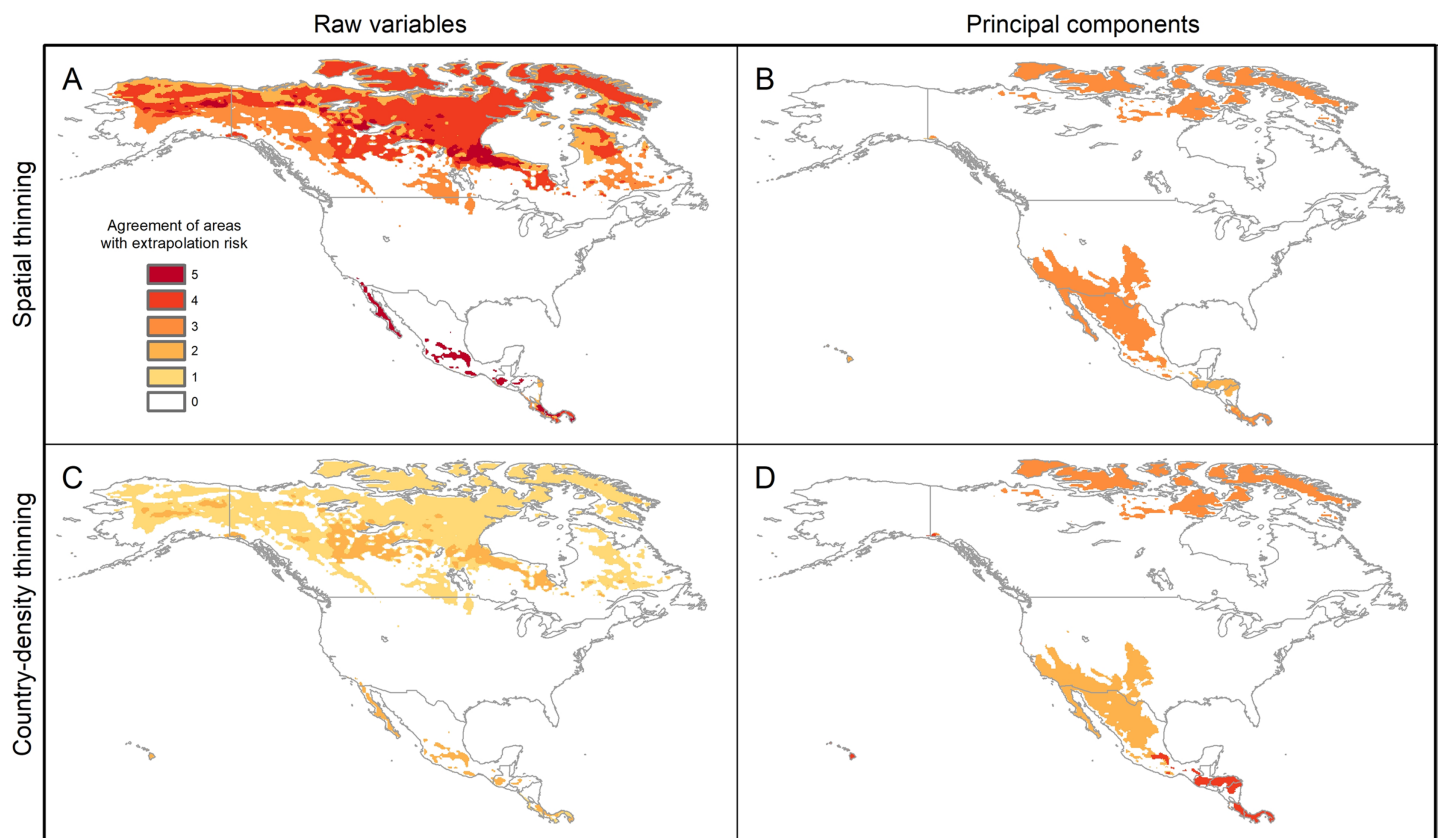 Raw variables
Principal components
Spatial thinning
A
B
Agreement of areas
with extrapolation risk
5
4
3
2
1
0
Country-density thinning
C
D